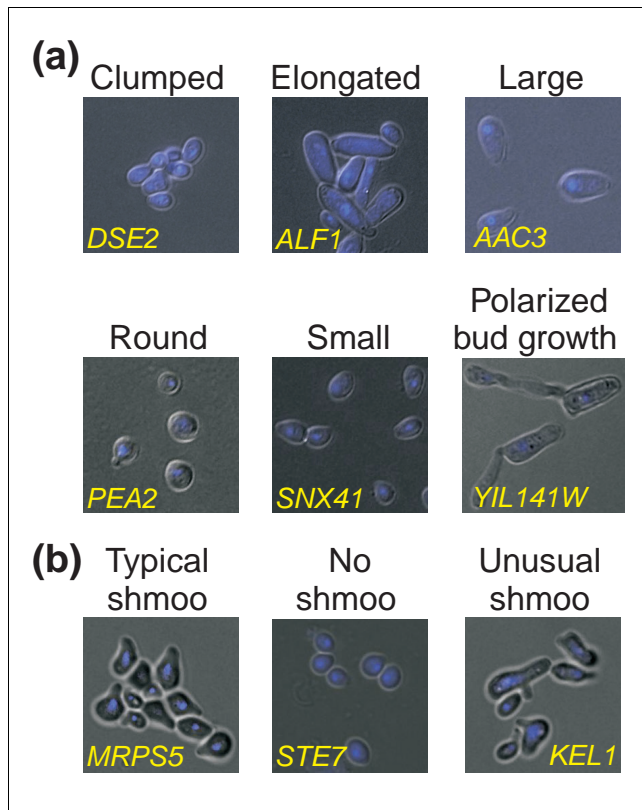 (a)
Clumped Elongated Large
DSE2 ALF1 AAC3
Round Small Polarized bud growth
PEA2 SNX41 YIL141W
(b)
Typical shmoo No shmoo Unusual shmoo
MRPS5 STE7 KEL1